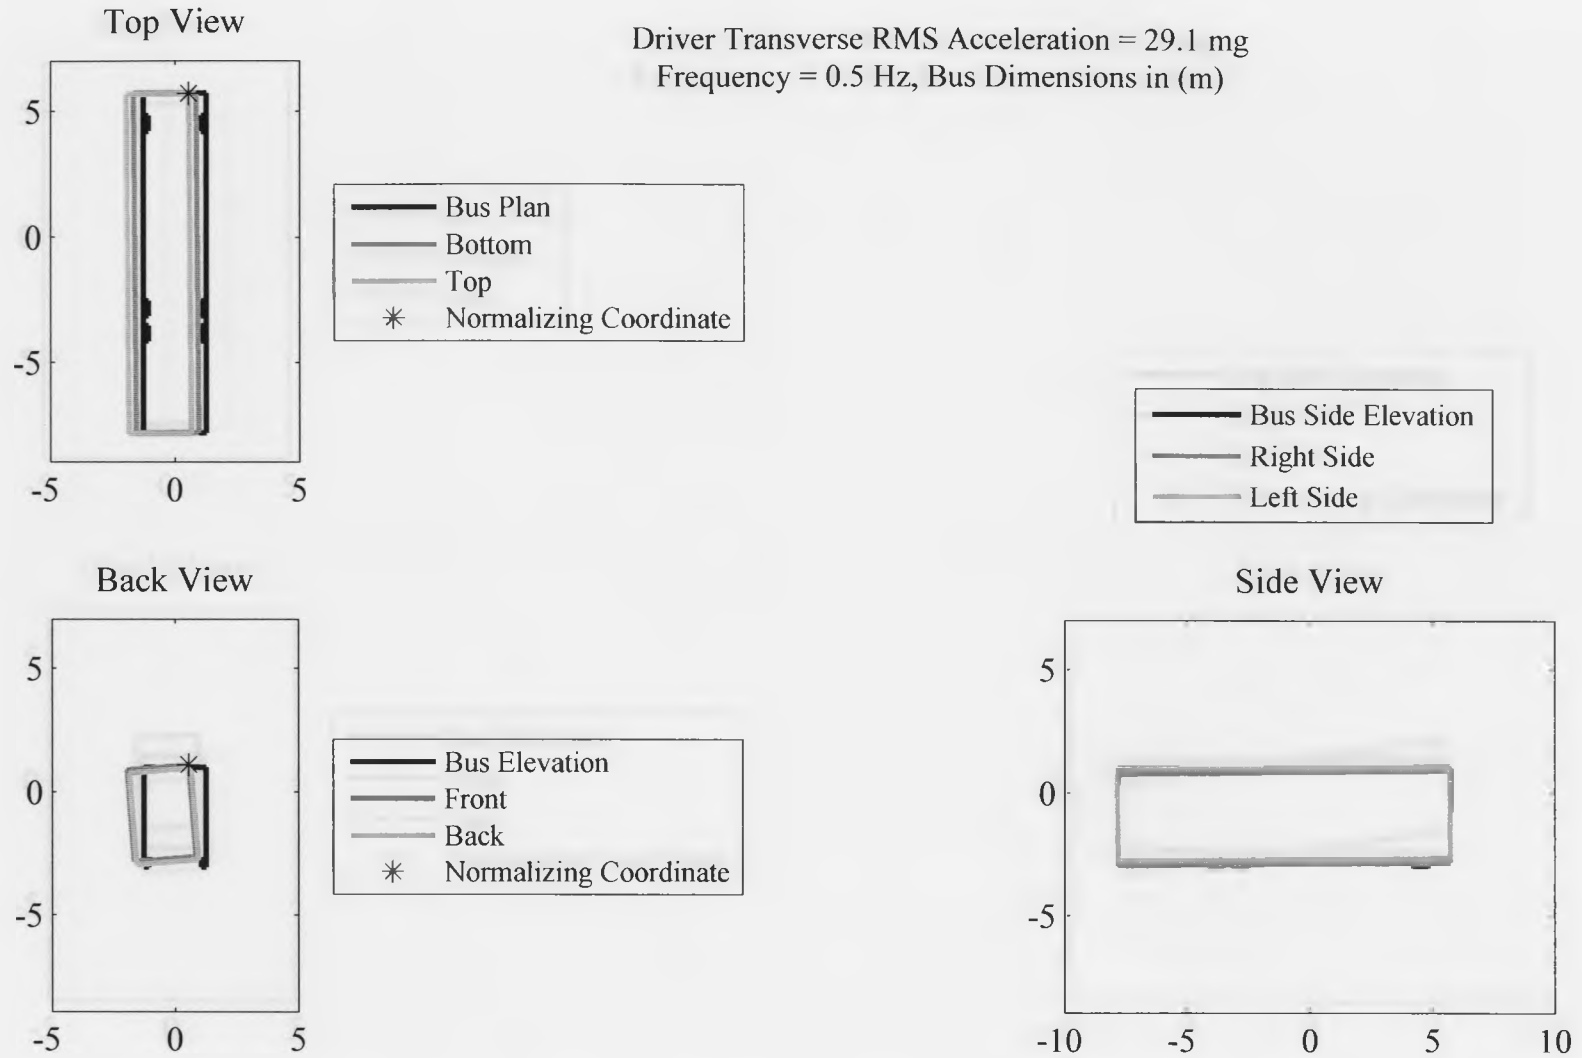 Top View
Driver Transverse RMS Acceleration = 29.1 mg
Frequency = 0.5 Hz, Bus Dimensions in (m)
5
0
-5
-5 0 5
Bus Plan
Bottom
Top
Normalizing Coordinate
Bus Side Elevation
Right Side
Left Side
Back View
5
0
-5
-5 0 5
Bus Elevation
Front
Back
Normalizing Coordinate
Side View
5
0
-5
-10 -5 0 5 10